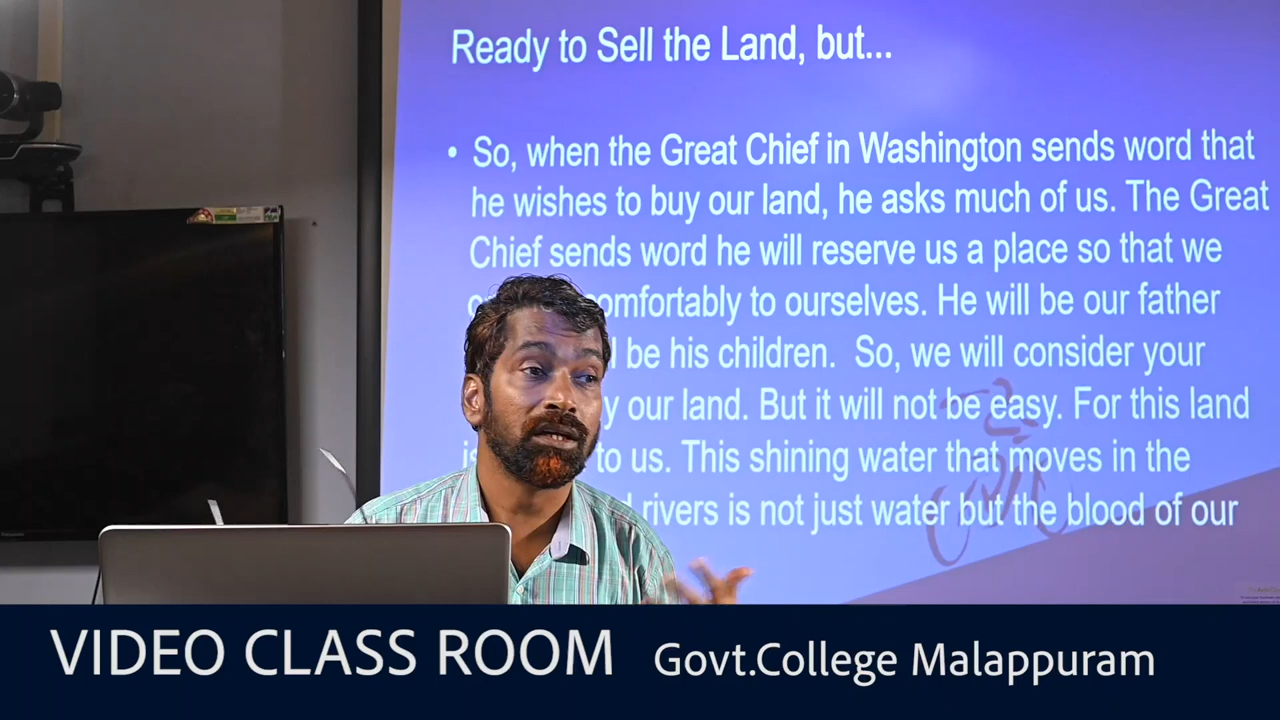 Ready to Sell the Land, but...
• So, when the Great Chief in Washington sends word that
he wishes to buy our land, he asks much of us. The Great
Chief sends word he will reserve us a place so that we
comfortably to ourselves. He will be our father
be his children. So, we will consider your
our land. But it will not be easy. For this land
to us. This shining water that moves in the
rivers is not just water but the blood of our
VIDEO CLASS ROOM Govt.College Malappuram